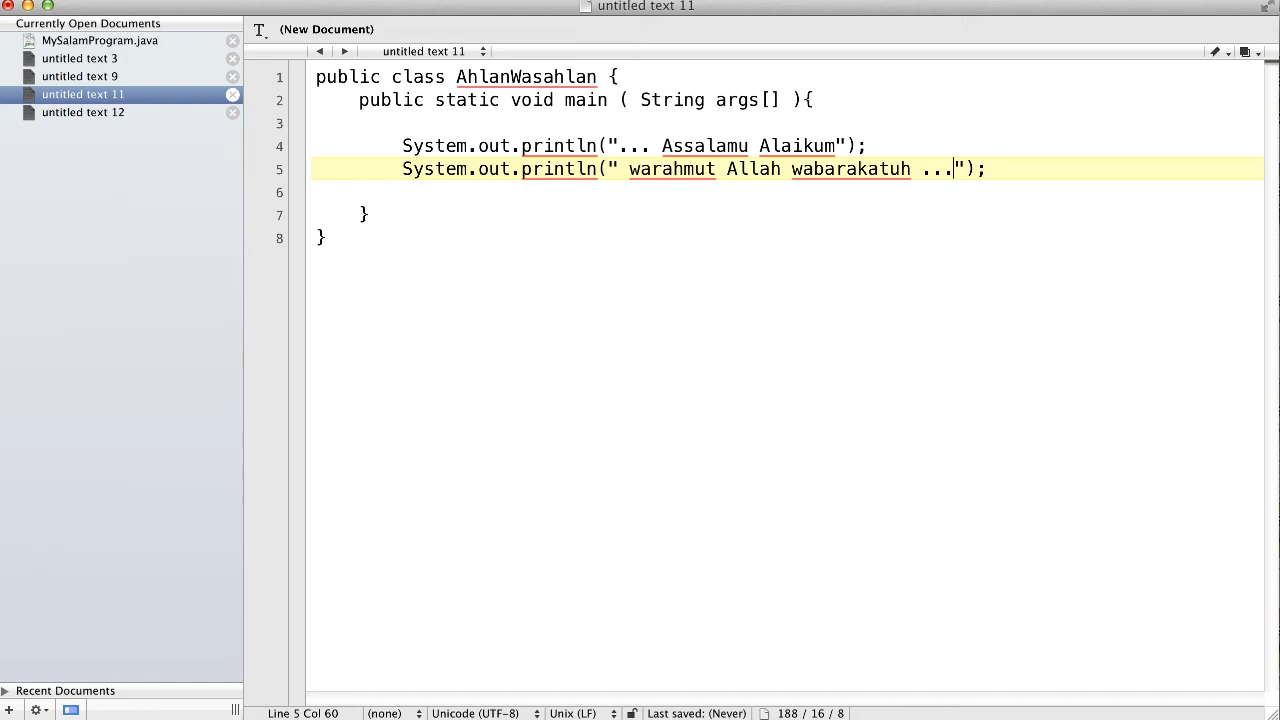 untitled text 11
Currently Open Documents
MySalamProgram.java
untitled text 3
untitled text 9
untitled text 11
untitled text 12
(New Document)
untitled text 11
1 public class AhlanWasahlan {
2 public static void main ( String args[] ){
3
4 System.out.println("... Assalamu Alaikum");
5 System.out.println(" warahmut Allah wabarakatuh ...");
6
7 }
8 }
Recent Documents
Line 5 Col 60 (none) Unicode (UTF-8) Unix (LF) Last saved: (Never) 188 / 16 / 8